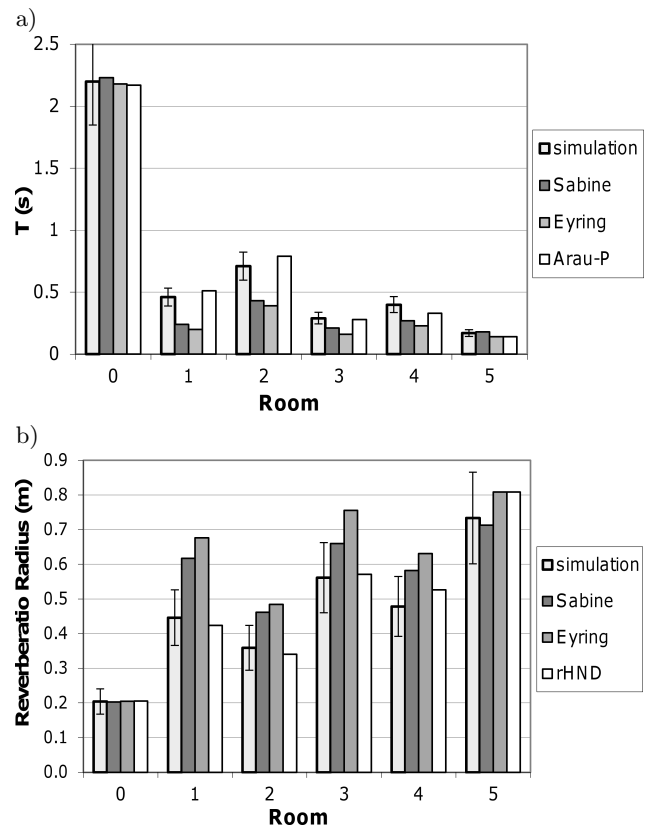 a)
2.5
2
1.5
1
0.5
0
T (s)
0 1 2 3 4 5
Room
simulation
Sabine
Eyring
Arau-P
b)
0.9
0.8
0.7
0.6
0.5
0.4
0.3
0.2
0.1
0.0
Reverberatio Radius (m)
0 1 2 3 4 5
Room
simulation
Sabine
Eyring
rHND